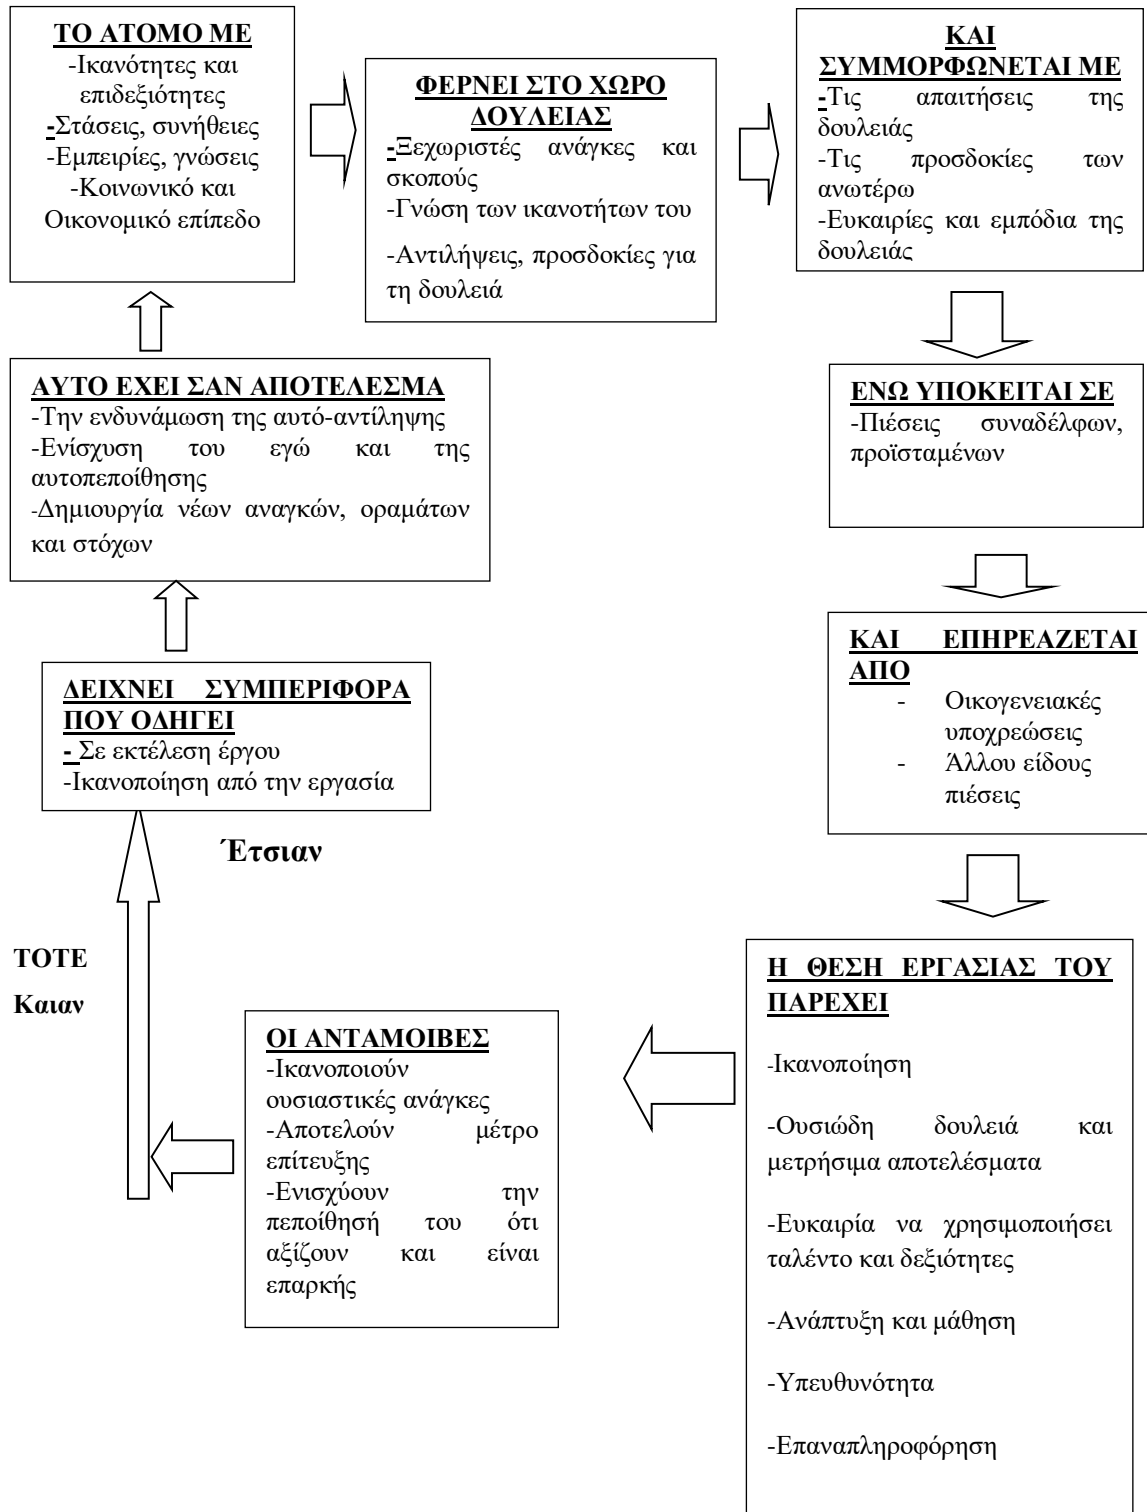 ΤΟ ΑΤΟΜΟ ΜΕ
-Ικανότητες και
επιδεξιότητες
-Στάσεις, συνήθειες
-Εμπειρίες, γνώσεις
-Κοινωνικό και
Οικονομικό επίπεδο
ΦΕΡΝΕΙ ΣΤΟ ΧΩΡΟ
ΔΟΥΛΕΙΑΣ
-Ξεχωριστές ανάγκες και
σκοπούς
-Γνώση των ικανοτήτων του
-Αντιλήψεις, προσδοκίες για
τη δουλειά
ΚΑΙ
ΣΥΜΜΟΡΦΩΝΕΤΑΙ ΜΕ
-Τις απαιτήσεις της
δουλειάς
-Τις προσδοκίες των
ανωτέρω
-Ευκαιρίες και εμπόδια της
δουλειάς
ΕΝΩ ΥΠΟΚΕΙΤΑΙ ΣΕ
-Πιέσεις συναδέλφων,
προϊσταμένων
ΚΑΙ ΕΠΗΡΕΑΖΕΤΑΙ
ΑΠΟ
- Οικογενειακές
υποχρεώσεις
- Άλλου είδους
πιέσεις
Η ΘΕΣΗ ΕΡΓΑΣΙΑΣ ΤΟΥ
ΠΑΡΕΧΕΙ
-Ικανοποίηση
-Ουσιώδη δουλειά και
μετρήσιμα αποτελέσματα
-Ευκαιρία να χρησιμοποιήσει
ταλέντο και δεξιότητες
-Ανάπτυξη και μάθηση
-Υπευθυνότητα
-Επαναπληροφόρηση
ΟΙ ΑΝΤΑΜΟΙΒΕΣ
-Ικανοποιούν
ουσιαστικές ανάγκες
-Αποτελούν μέτρο
επίτευξης
-Ενισχύουν την
πεποίθησή του ότι
αξίζουν και είναι
επαρκής
ΤΟΤΕ
Καιαν
Έτσιαν
ΔΕΙΧΝΕΙ ΣΥΜΠΕΡΙΦΟΡΑ
ΠΟΥ ΟΔΗΓΕΙ
- Σε εκτέλεση έργου
-Ικανοποίηση από την εργασία
ΑΥΤΟ ΕΧΕΙ ΣΑΝ ΑΠΟΤΕΛΕΣΜΑ
-Την ενδυνάμωση της αυτό-αντίληψης
-Ενίσχυση του εγώ και της
αυτοπεποίθησης
-Δημιουργία νέων αναγκών, οραμάτων
και στόχων